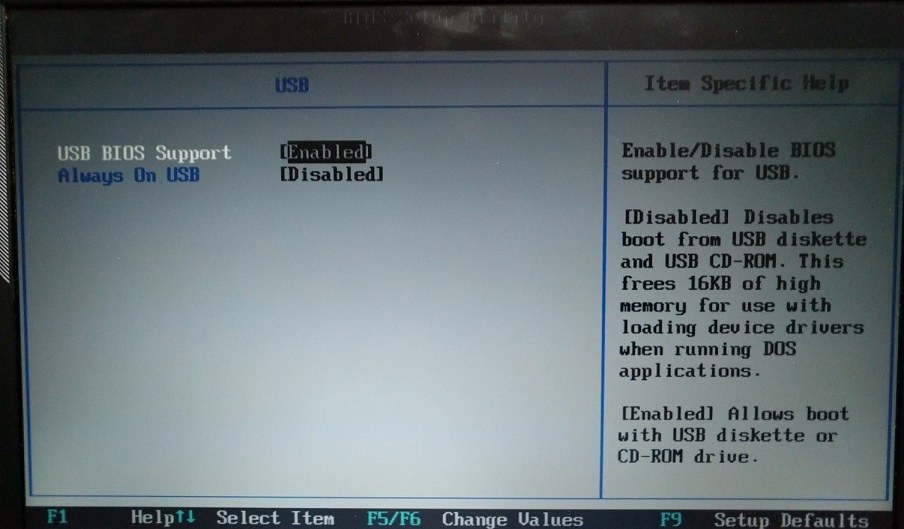 BIOS Setup Utility
USB
Item Specific Help
USB BIOS Support [Enabled]
Always On USB [Disabled]
Enable/Disable BIOS
support for USB.
[Disabled] Disables
boot from USB diskette
and USB CD-ROM. This
frees 16KB of high
memory for use with
loading device drivers
when running DOS
applications.
[Enabled] Allows boot
with USB diskette or
CD-ROM drive.
F1 Help↑↓ Select Item F5/F6 Change Values F9 Setup Defaults